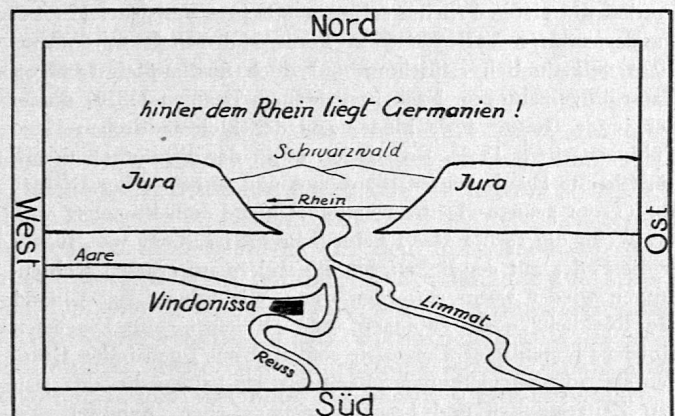 Nord
hinter dem Rhein liegt Germanien !
Schwarzwald
Jura
Jura
Rhein
West
Ost
Aare
Vindonissa
Limmat
Reuss
Süd